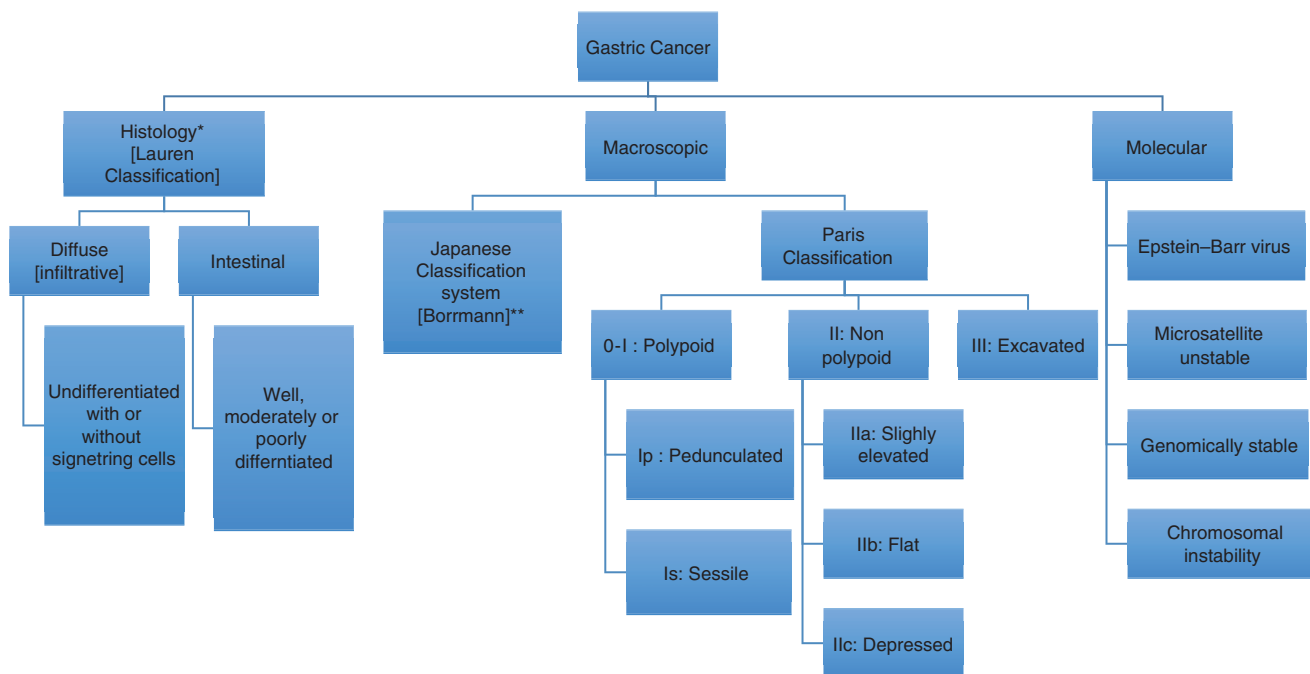 Gastric Cancer
Histology*
[Lauren
Classification]
Macroscopic
Molecular
Diffuse
[infiltrative]
Intestinal
Japanese
Classification
system
[Borrmann]**
Paris
Classification
Epstein–Barr virus
Undifferentiated
with or
without
signetring cells
Well,
moderately or
poorly
differntiated
0-I : Polypoid
II: Non
polypoid
III: Excavated
Microsatellite
unstable
Ip : Pedunculated
IIa: Slighly
elevated
Genomically stable
Is: Sessile
IIb: Flat
Chromosomal
instability
IIc: Depressed